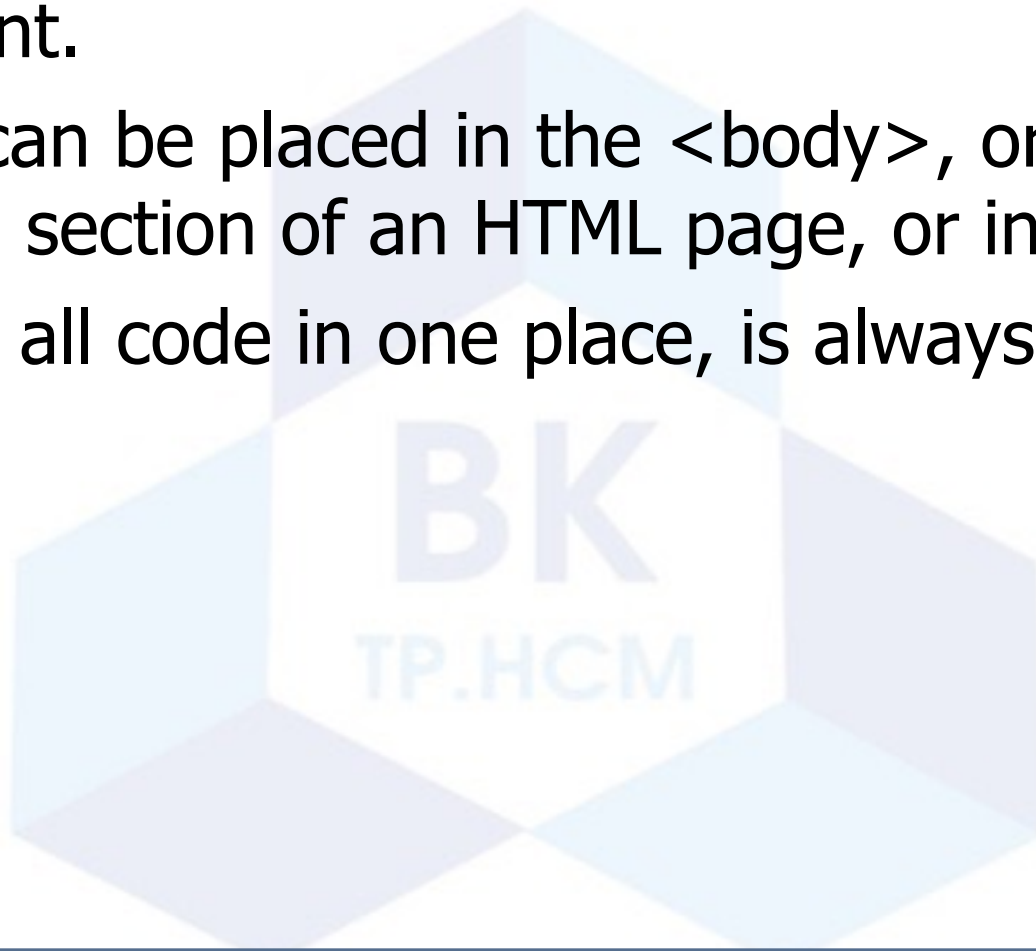 nt.
can be placed in the <body>, or
section of an HTML page, or in
all code in one place, is always
BK
TP.HCM